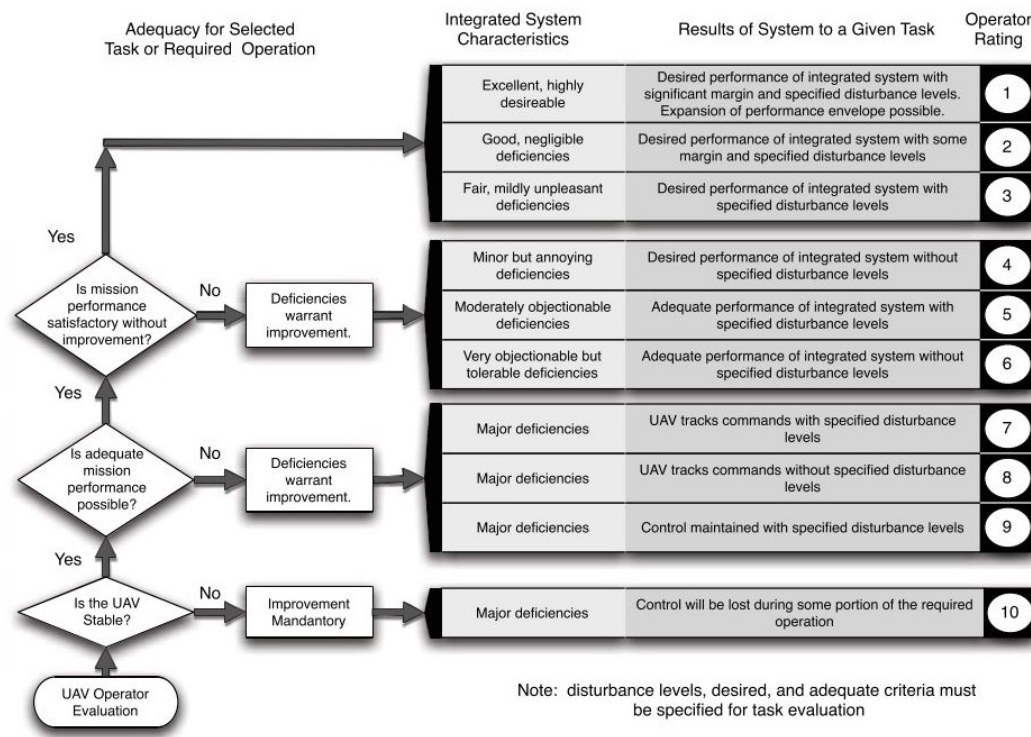 Adequacy for Selected
Task or Required Operation
Integrated System
Characteristics
Results of System to a Given Task
Operator
Rating
Excellent, highly
desireable
Desired performance of integrated system with
significant margin and specified disturbance levels.
Expansion of performance envelope possible.
1
Good, negligible
deficiencies
Desired performance of integrated system with some
margin and specified disturbance levels
2
Fair, mildly unpleasant
deficiencies
Desired performance of integrated system with
specified disturbance levels
3
Yes
Is mission
performance
satisfactory without
improvement?
No
Deficiencies
warrant
improvement.
Minor but annoying
deficiencies
Desired performance of integrated system without
specified disturbance levels
4
Moderately objectionable
deficiencies
Adequate performance of integrated system with
specified disturbance levels
5
Very objectionable but
tolerable deficiencies
Adequate performance of integrated system without
specified disturbance levels
6
Yes
Is adequate
mission
performance
possible?
No
Deficiencies
warrant
improvement.
Major deficiencies
UAV tracks commands with specified disturbance
levels
7
Major deficiencies
UAV tracks commands without specified disturbance
levels
8
Major deficiencies
Control maintained with specified disturbance levels
9
Yes
Is the UAV
Stable?
No
Improvement
Mandantory
Major deficiencies
Control will be lost during some portion of the required
operation
10
UAV Operator
Evaluation
Note: disturbance levels, desired, and adequate criteria must
be specified for task evaluation